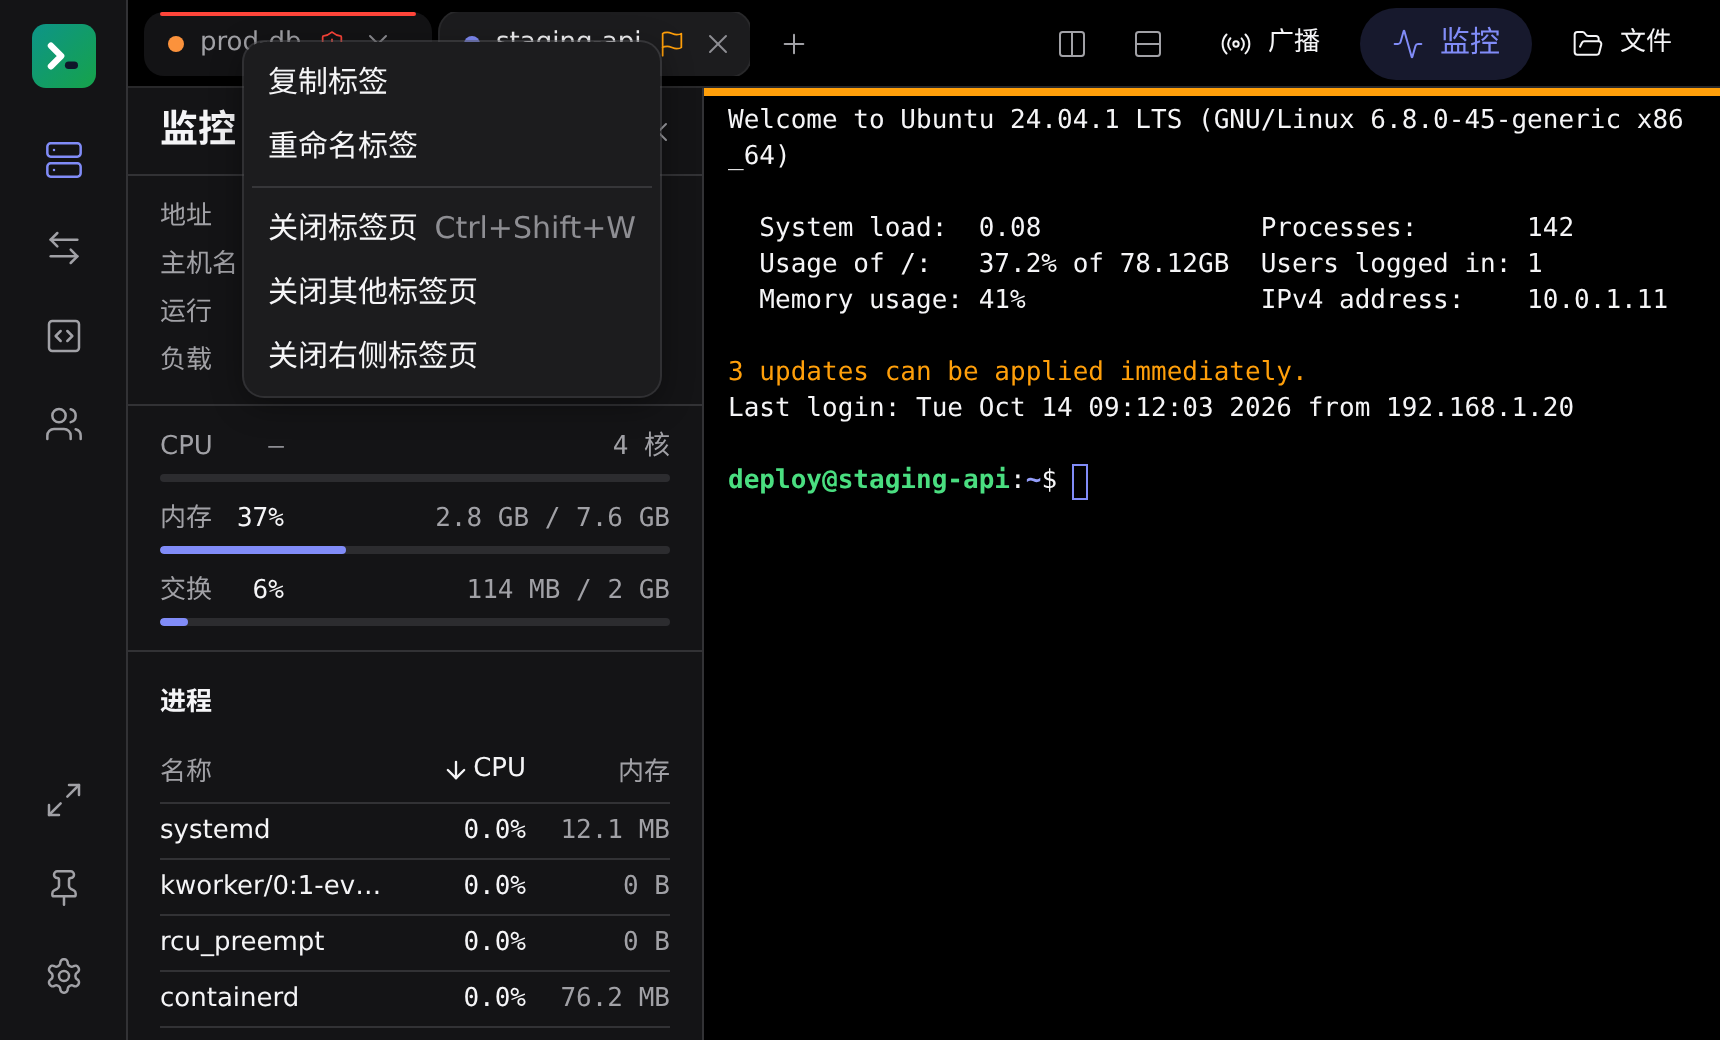 prod-db
staging-api
广播
监控
文件
复制标签
重命名标签
关闭标签页 Ctrl+Shift+W
关闭其他标签页
关闭右侧标签页
监控
地址
主机名
运行
负载
CPU — 4 核
内存 37% 2.8 GB / 7.6 GB
交换 6% 114 MB / 2 GB
进程
名称 CPU 内存
systemd 0.0% 12.1 MB
kworker/0:1-ev… 0.0% 0 B
rcu_preempt 0.0% 0 B
containerd 0.0% 76.2 MB
Welcome to Ubuntu 24.04.1 LTS (GNU/Linux 6.8.0-45-generic x86
_64)
System load: 0.08 Processes: 142
Usage of /: 37.2% of 78.12GB Users logged in: 1
Memory usage: 41% IPv4 address: 10.0.1.11
3 updates can be applied immediately.
Last login: Tue Oct 14 09:12:03 2026 from 192.168.1.20
deploy@staging-api:~$